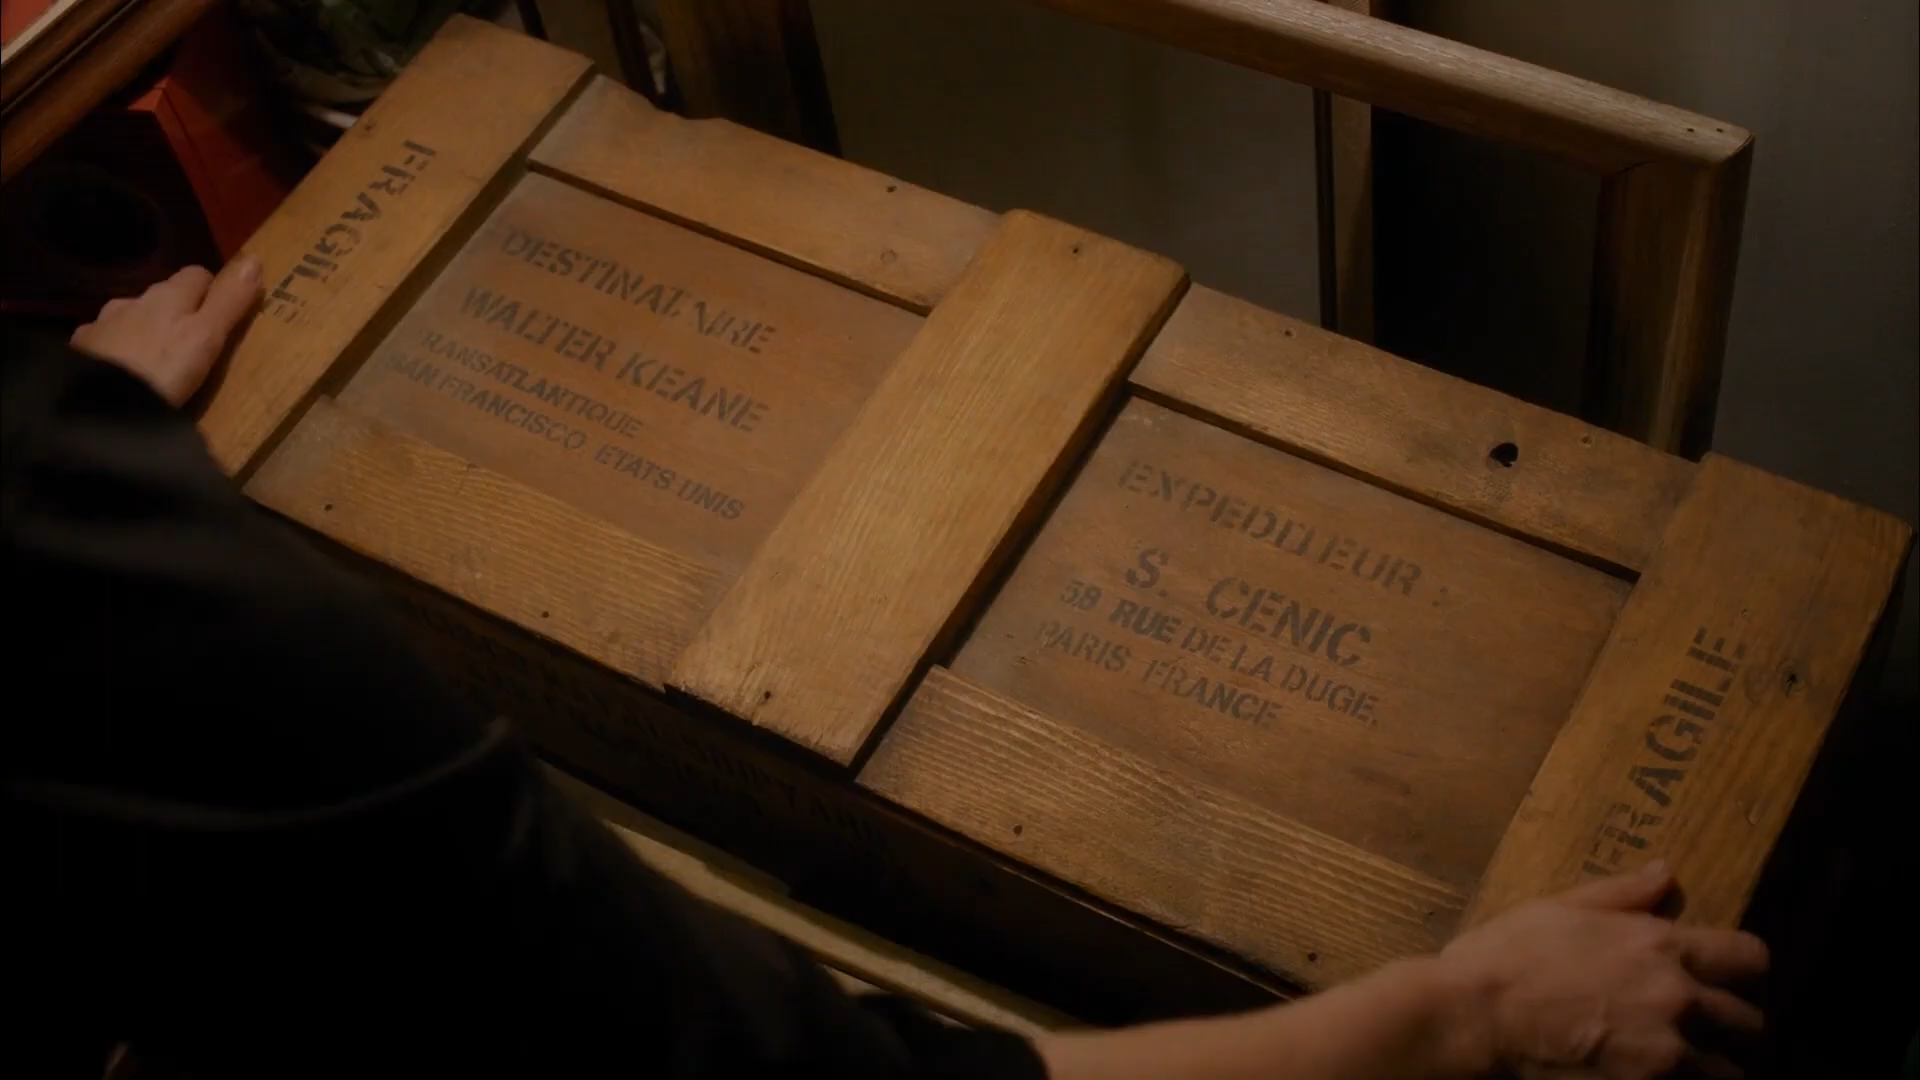 FRAGILE
DESTINATAIRE
WALTER KEANE
TRANSATLANTIQUE
SAN FRANCISCO, ETATS UNIS
EXPEDITEUR :
S. CENIC
58 RUE DE LA DUGE,
PARIS, FRANCE
FRAGILE